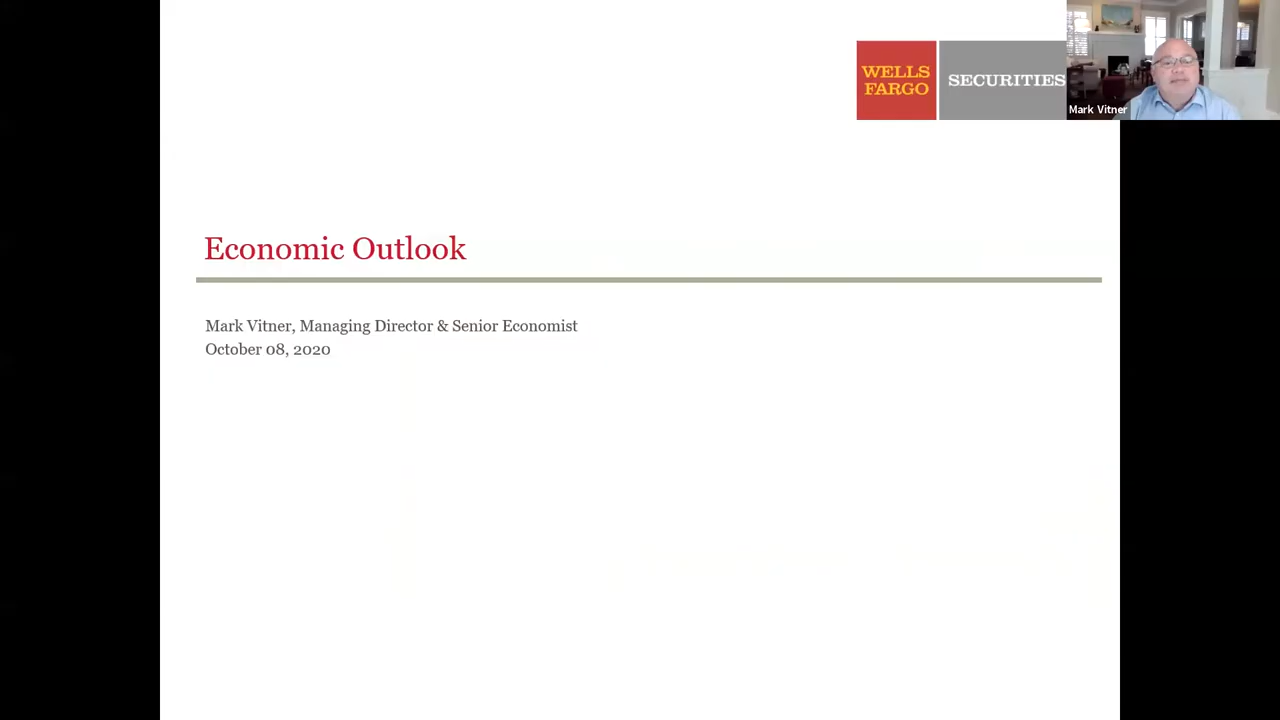 WELLS
FARGO
SECURITIES
Mark Vitner
Economic Outlook
Mark Vitner, Managing Director & Senior Economist
October 08, 2020